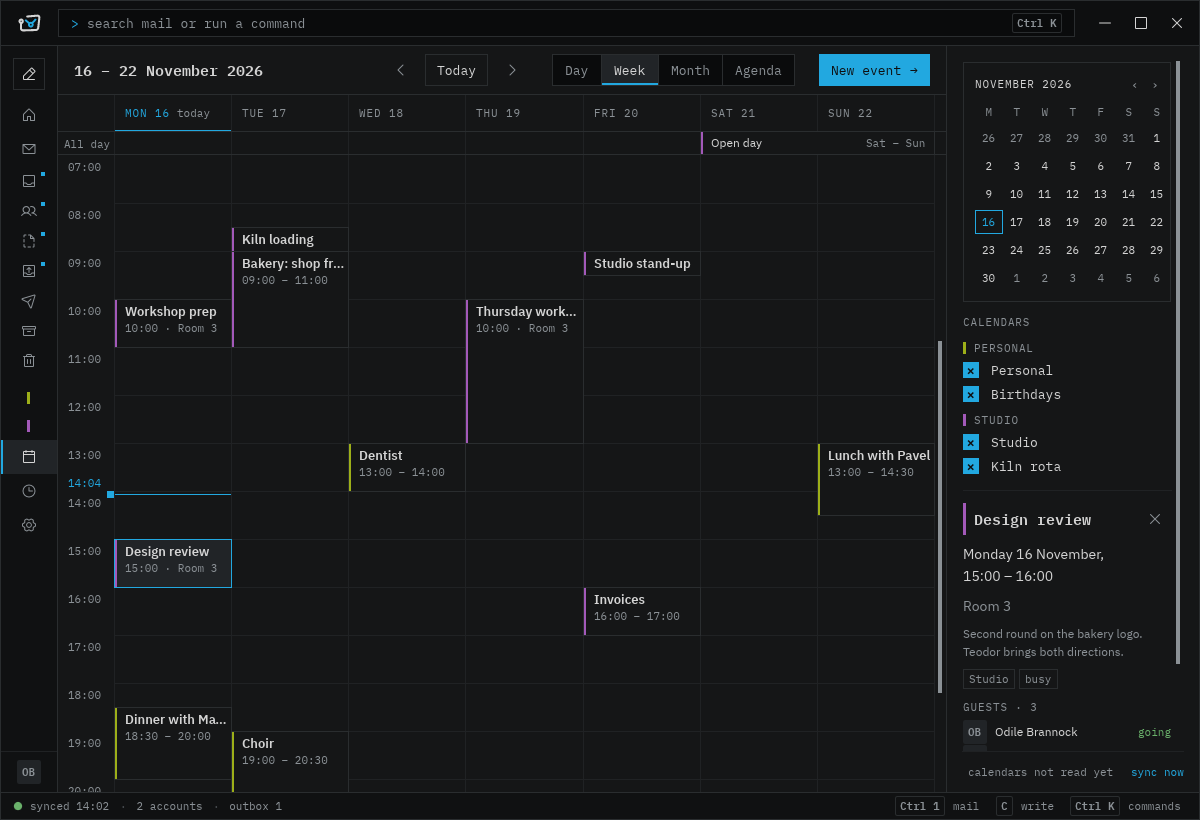 > search mail or run a command Ctrl K
16 – 22 November 2026
Today
Day Week Month Agenda
New event →
MON 16 today TUE 17 WED 18 THU 19 FRI 20 SAT 21 SUN 22
All day
Open day Sat – Sun
07:00
08:00
09:00
10:00
11:00
12:00
13:00
14:04
14:00
15:00
16:00
17:00
18:00
19:00
20:00
Workshop prep
10:00 · Room 3
Design review
15:00 · Room 3
Dinner with Ma…
18:30 – 20:00
Kiln loading
Bakery: shop fr…
09:00 – 11:00
Choir
19:00 – 20:30
Dentist
13:00 – 14:00
Thursday work…
10:00 · Room 3
Studio stand-up
Invoices
16:00 – 17:00
Lunch with Pavel
13:00 – 14:30
NOVEMBER 2026 ‹ ›
M T W T F S S
26 27 28 29 30 31 1
2 3 4 5 6 7 8
9 10 11 12 13 14 15
16 17 18 19 20 21 22
23 24 25 26 27 28 29
30 1 2 3 4 5 6
CALENDARS
PERSONAL
Personal
Birthdays
STUDIO
Studio
Kiln rota
Design review
Monday 16 November,
15:00 – 16:00
Room 3
Second round on the bakery logo.
Teodor brings both directions.
Studio busy
GUESTS · 3
OB Odile Brannock going
calendars not read yet sync now
OB
synced 14:02 · 2 accounts · outbox 1
Ctrl 1 mail C write Ctrl K commands